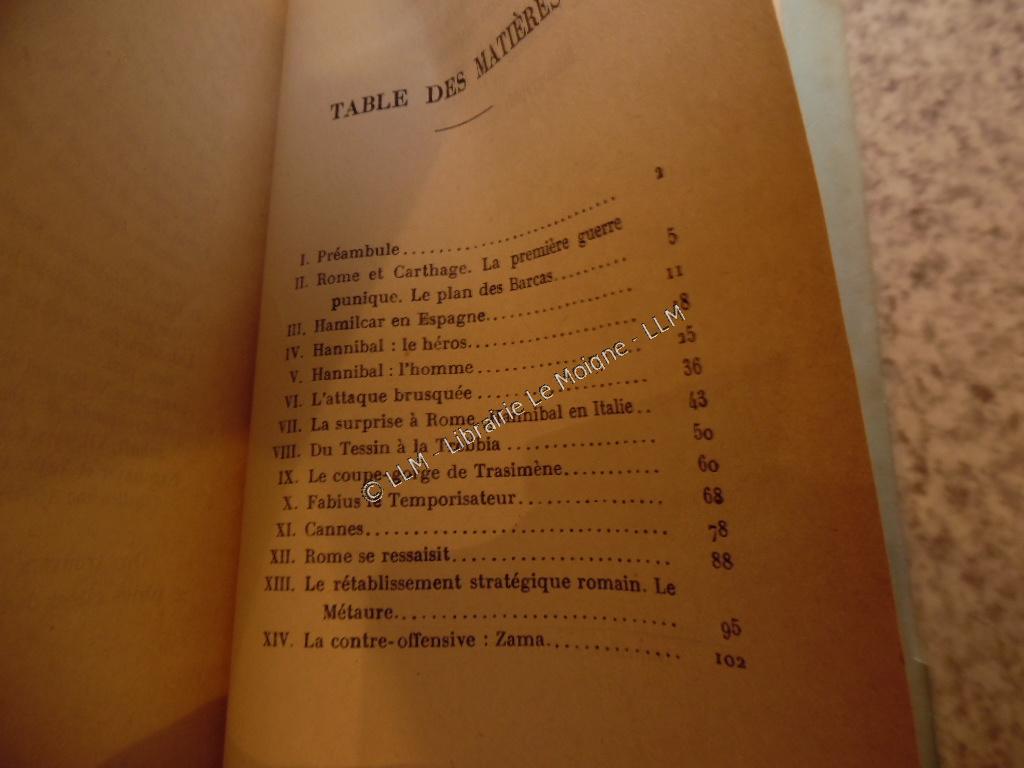 TABLE DES MATIÈRES
I. Préambule.......................... 2
II. Rome et Carthage. La première guerre
punique. Le plan des Barcas.......... 5
III. Hamilcar en Espagne.................. 11
IV. Hannibal : le héros..................... 18
V. Hannibal : l'homme .................... 25
VI. L'attaque brusquée ..................... 36
VII. La surprise à Rome. Hannibal en Italie.. 43
VIII. Du Tessin à la Trebbia ................. 50
IX. Le coupe-gorge de Trasimène........... 60
X. Fabius le Temporisateur................ 68
XI. Cannes................................ 78
XII. Rome se ressaisit....................... 88
XIII. Le rétablissement stratégique romain. Le
Métaure............................. 95
XIV. La contre-offensive : Zama.............. 102
© LLM - Librairie Le Moigne - LLM